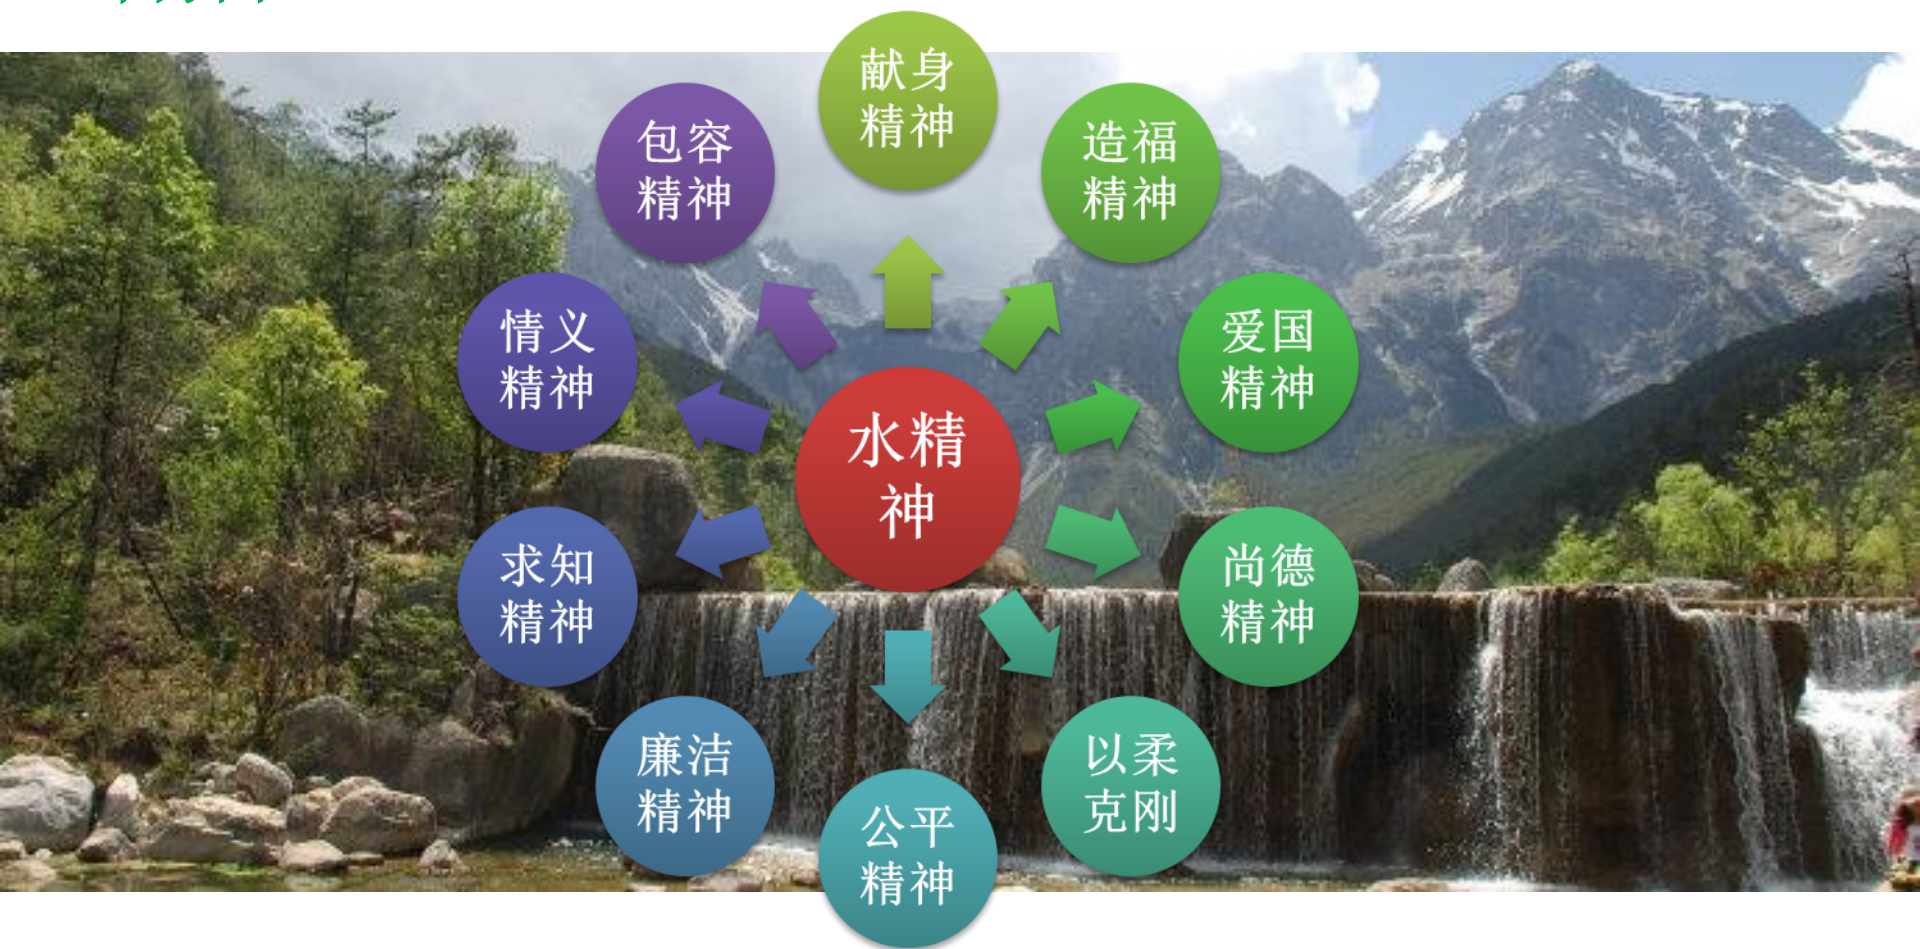 献身
精神
造福
精神
爱国
精神
尚德
精神
以柔
克刚
公平
精神
廉洁
精神
求知
精神
情义
精神
包容
精神
水精
神